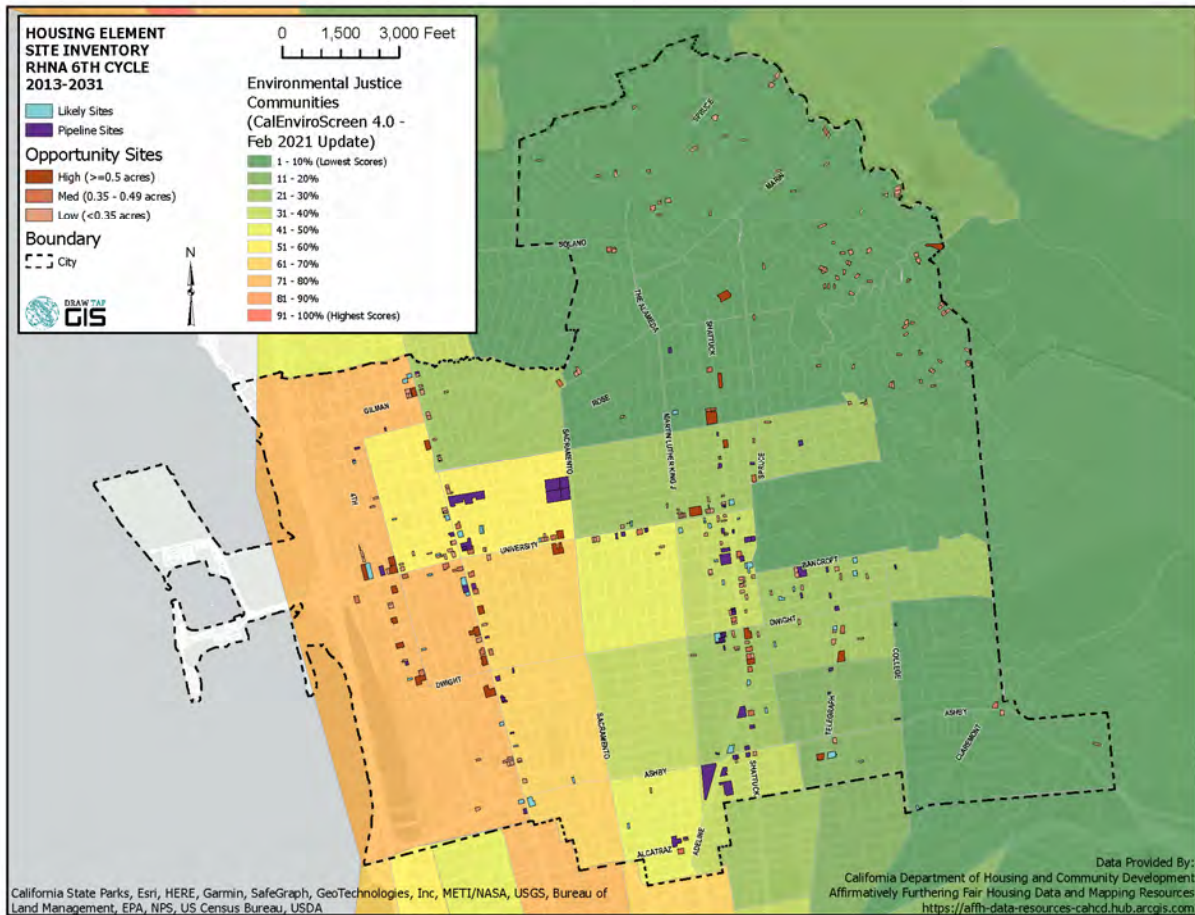 HOUSING ELEMENT
SITE INVENTORY
RHNA 6TH CYCLE
2013-2031
Likely Sites
Pipeline Sites
Opportunity Sites
High (>=0.5 acres)
Med (0.35 - 0.49 acres)
Low (<0.35 acres)
Boundary
City
DRAW TAP
GIS
N
0 1,500 3,000 Feet
Environmental Justice
Communities
(CalEnviroScreen 4.0 -
Feb 2021 Update)
1 - 10% (Lowest Scores)
11 - 20%
21 - 30%
31 - 40%
41 - 50%
51 - 60%
61 - 70%
71 - 80%
81 - 90%
91 - 100% (Highest Scores)
SPRUCE
MARIN
SOLANO
THE ALAMEDA
SHATTUCK
GILMAN
ROSE
SACRAMENTO
MARTIN LUTHER KING J
SPRUCE
4TH
UNIVERSITY
BANCROFT
DWIGHT
DWIGHT
COLLEGE
TELEGRAPH
SACRAMENTO
ASHBY
CLAREMONT
ASHBY
SHATTUCK
ADELINE
ALCATRAZ
California State Parks, Esri, HERE, Garmin, SafeGraph, GeoTechnologies, Inc, METI/NASA, USGS, Bureau of
Land Management, EPA, NPS, US Census Bureau, USDA
Data Provided By:
California Department of Housing and Community Development
Affirmatively Furthering Fair Housing Data and Mapping Resources
https://affh-data-resources-cahcd.hub.arcgis.com